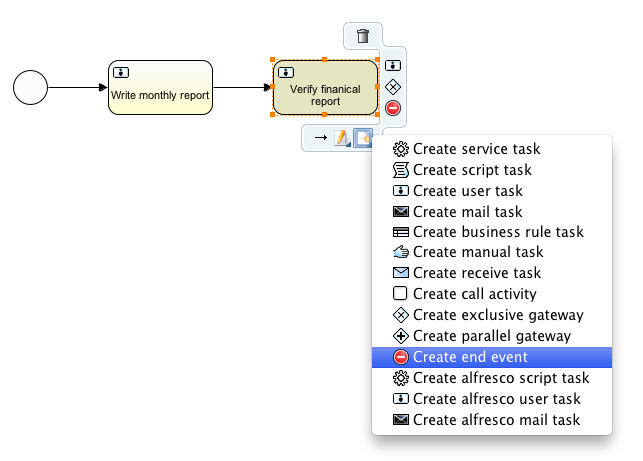 Write monthly report
Verify finanical
report
Create service task
Create script task
Create user task
Create mail task
Create business rule task
Create manual task
Create receive task
Create call activity
Create exclusive gateway
Create parallel gateway
Create end event
Create alfresco script task
Create alfresco user task
Create alfresco mail task